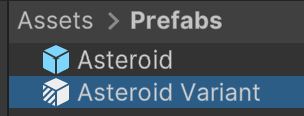 Assets > Prefabs
Asteroid
Asteroid Variant